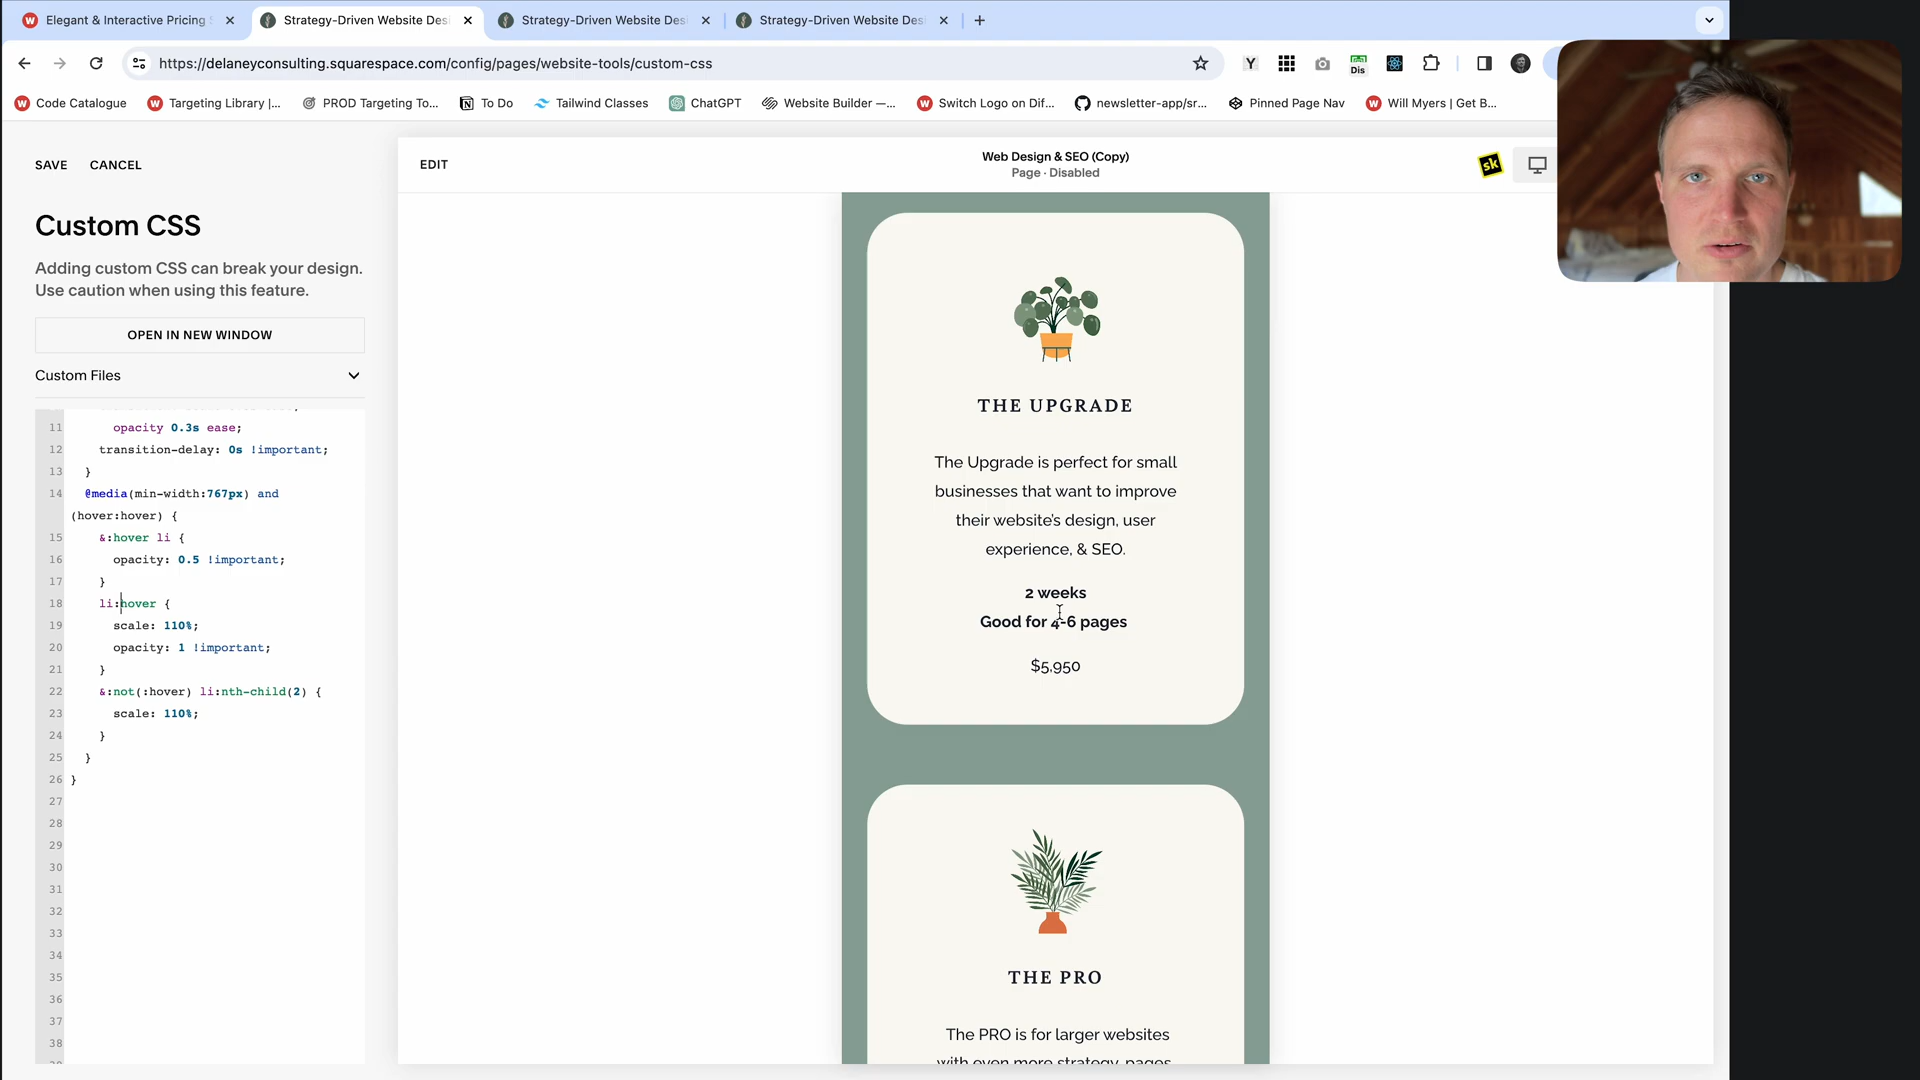 Elegant & Interactive Pricing
Strategy-Driven Website Des
Strategy-Driven Website Des
Strategy-Driven Website Des
https://delaneyconsulting.squarespace.com/config/pages/website-tools/custom-css
Y
Dis
Code Catalogue
Targeting Library |...
PROD Targeting To...
To Do
Tailwind Classes
ChatGPT
Website Builder —...
Switch Logo on Dif...
newsletter-app/sr...
Pinned Page Nav
Will Myers | Get B...
SAVE
CANCEL
EDIT
Web Design & SEO (Copy)
Page · Disabled
sk
Custom CSS
Adding custom CSS can break your design.
Use caution when using this feature.
OPEN IN NEW WINDOW
Custom Files
11 opacity 0.3s ease;
12 transition-delay: 0s !important;
13 }
14 @media(min-width:767px) and
(hover:hover) {
15 &:hover li {
16 opacity: 0.5 !important;
17 }
18 li:hover {
19 scale: 110%;
20 opacity: 1 !important;
21 }
22 &:not(:hover) li:nth-child(2) {
23 scale: 110%;
24 }
25 }
26 }
27
28
29
30
31
32
33
34
35
36
37
38
THE UPGRADE
The Upgrade is perfect for small
businesses that want to improve
their website's design, user
experience, & SEO.
2 weeks
Good for 4-6 pages
$5,950
THE PRO
The PRO is for larger websites
with even more strategy, pages,